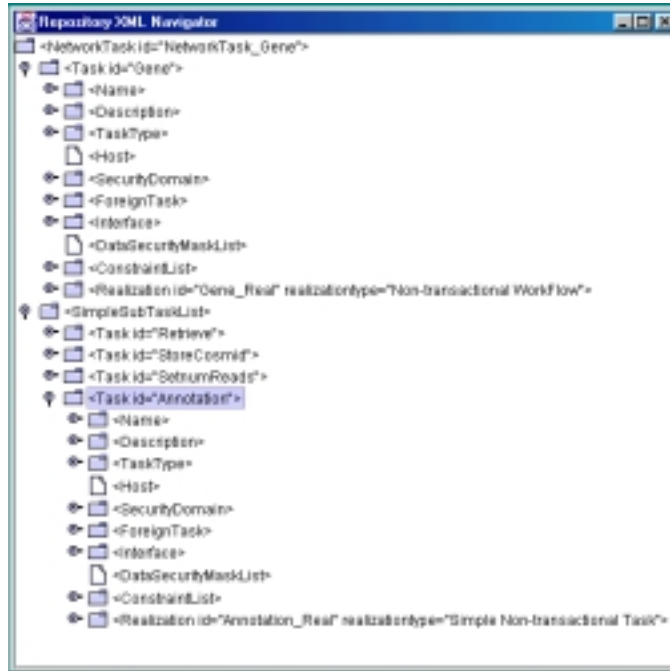 Repository XML Navigator
<NetworkTask id="NetworkTask_Gene">
<Task id="Gene">
<Name>
<Description>
<TaskType>
<Host>
<SecurityDomain>
<ForeignTask>
<Interface>
<DataSecurityMaskList>
<ConstraintList>
<Realization id="Gene_Real" realizationtype="Non-transactional WorkFlow">
<SimpleSubTaskList>
<Task id="Retrieve">
<Task id="StoreCosmid">
<Task id="SetnumReads">
<Task id="Annotation">
<Name>
<Description>
<TaskType>
<Host>
<SecurityDomain>
<ForeignTask>
<Interface>
<DataSecurityMaskList>
<ConstraintList>
<Realization id="Annotation_Real" realizationtype="Simple Non-transactional Task">